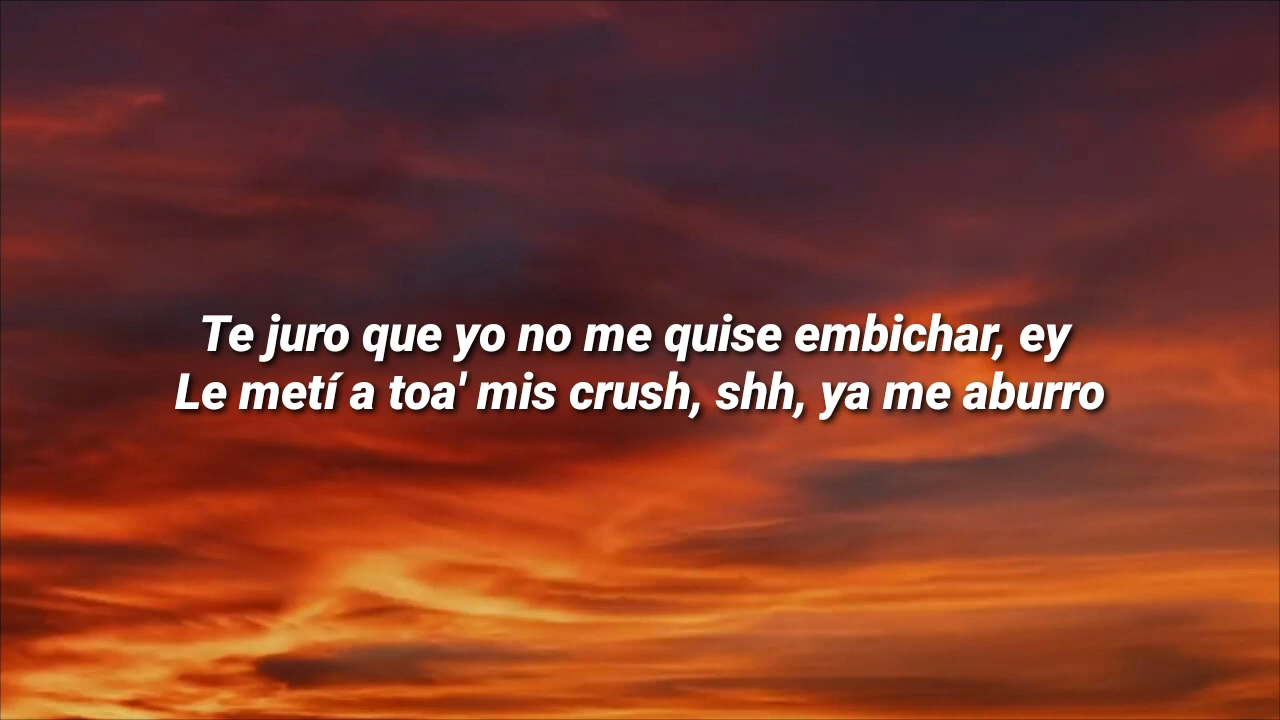 Te juro que yo no me quise embichar, ey
Le metí a toa' mis crush, shh, ya me aburro